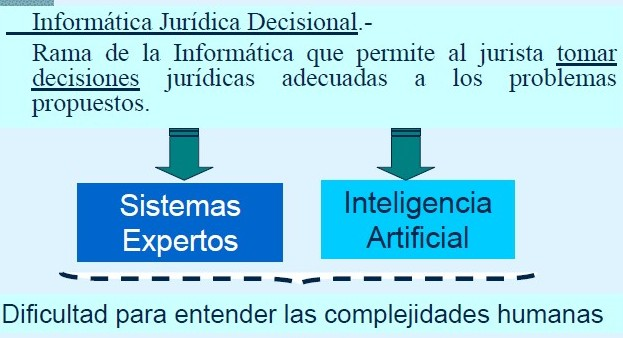 Informática Jurídica Decisional.-
Rama de la Informática que permite al jurista tomar
decisiones jurídicas adecuadas a los problemas
propuestos.
Sistemas
Expertos
Inteligencia
Artificial
Dificultad para entender las complejidades humanas